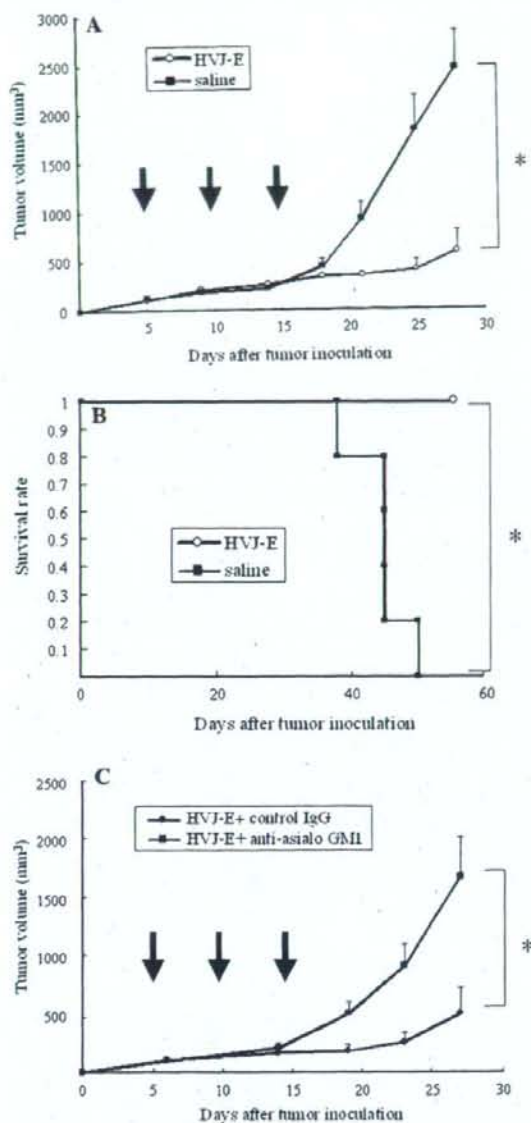 A
3000
2500
2000
1500
1000
500
0
Tumor volume (mm³)
HVJ-E
saline
*
5
10
15
20
25
30
Days after tumor inoculation
B
1
0.9
0.8
0.7
0.6
0.5
0.4
0.3
0.2
0.1
Survival rate
HVJ-E
saline
*
0
20
40
60
Days after tumor inoculation
C
2500
2000
1500
1000
500
Tumor volume (mm³)
HVJ-E+ control IgG
HVJ-E+ anti-asialo GM1
*
0
5
10
15
20
25
30
Days after tumor inoculation